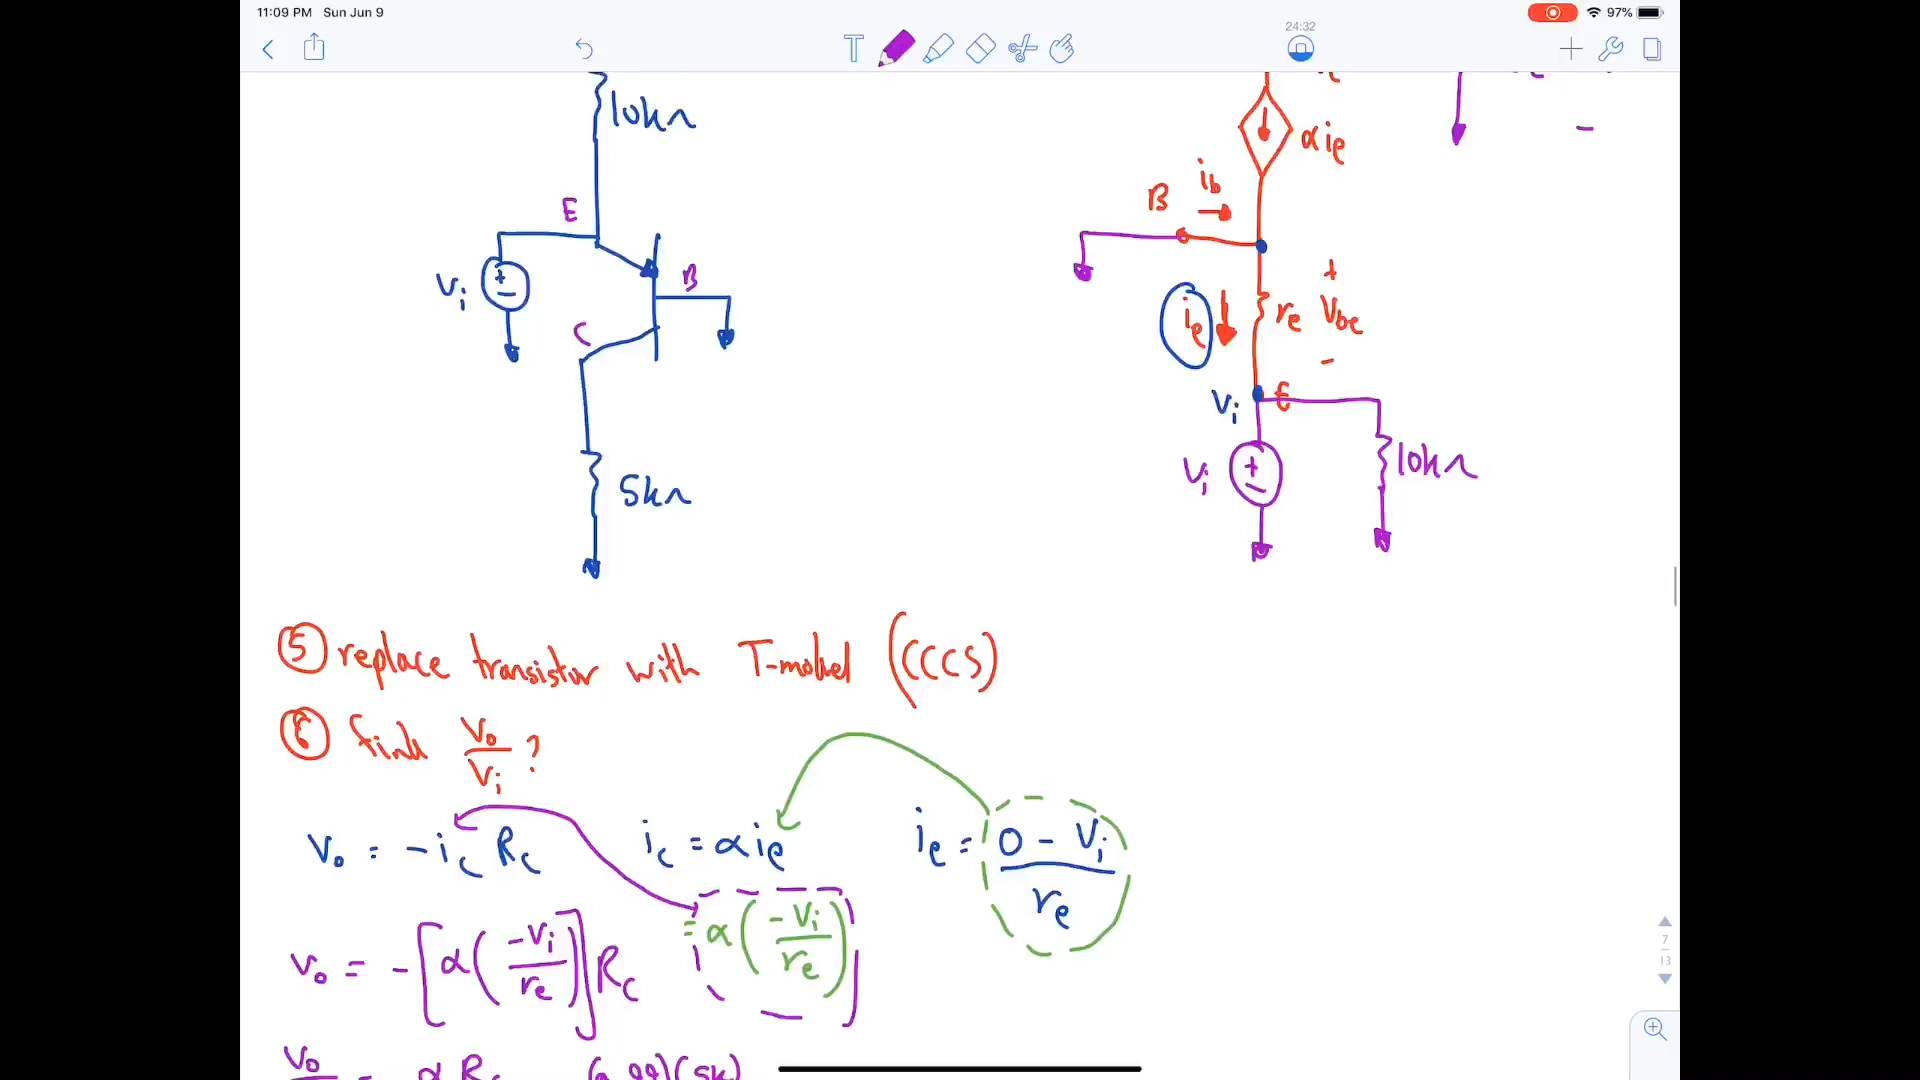 11:09 PM Sun Jun 9
97%
24:32
T
10kΩ
E
Vi
+
−
B
C
5kΩ
αie
−
B
ib
ie
re
+
Vbe
−
Vi
E
Vi
+
−
10kΩ
⑤ replace transistor with T-model (CCCS)
⑥ find Vo/Vi ?
Vo = -ic Rc
ic = αie
ie = (0 - Vi)/re
= α(-Vi/re)
Vo = -[α(-Vi/re)]Rc
7
13